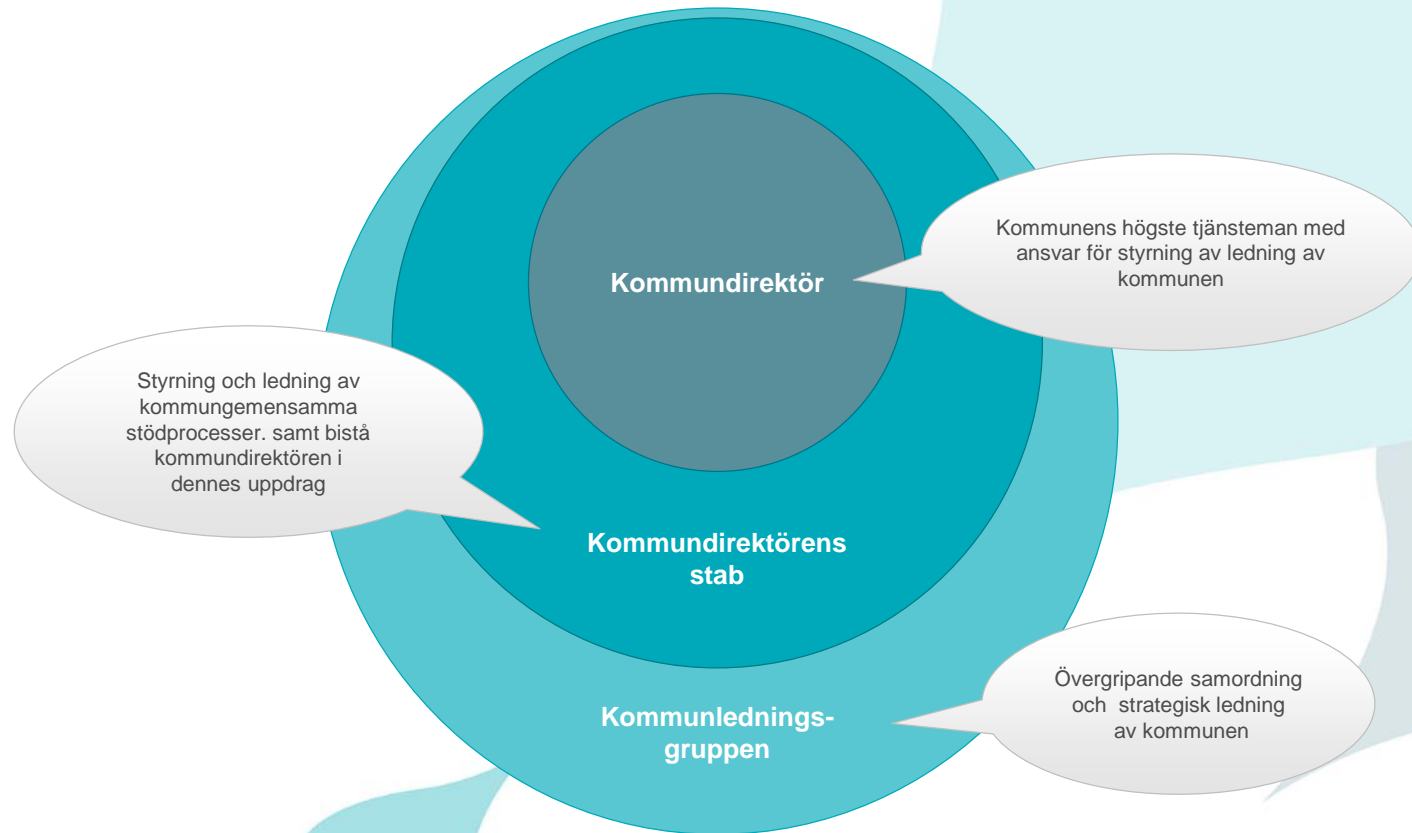 Kommundirektör
Kommunens högste tjänsteman med
ansvar för styrning av ledning av
kommunen
Styrning och ledning av
kommungemensamma
stödprocesser. samt bistå
kommundirektören i
dennes uppdrag
Kommundirektörens
stab
Kommunlednings-
gruppen
Övergripande samordning
och strategisk ledning
av kommunen